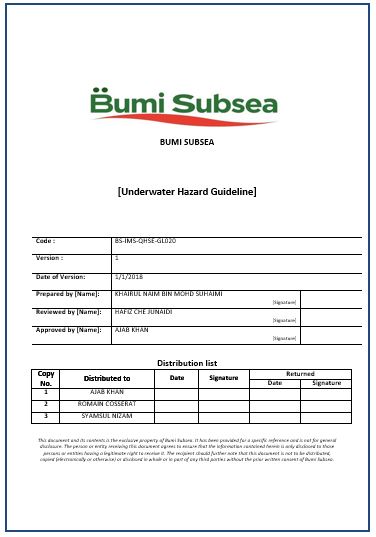 Bumi Subsea
BUMI SUBSEA
[Underwater Hazard Guideline]
Code : BS-IMS-QHSE-GL020
Version : 1
Date of Version: 1/1/2018
Prepared by [Name]: KHAIRUL NAIM BIN MOHD SUHAIMI [Signature]
Reviewed by [Name]: HAFIZ CHE JUNAIDI [Signature]
Approved by [Name]: AJAB KHAN [Signature]
Distribution list
Copy No. Distributed to Date Signature Returned
Date Signature
1 AJAB KHAN
2 ROMAIN COSSERAT
3 SYAMSUL NIZAM
This document and its contents is the exclusive property of Bumi Subsea. It has been provided for a specific reference and is not for general
disclosure. The person or entity receiving this document agrees to ensure that the information contained herein is only disclosed to those
persons or entities having a legitimate right to receive it. The recipient should further note that this document is not to be distributed,
copied (electronically or otherwise) or disclosed in whole or in part of any third parties without the prior written consent of Bumi Subsea.